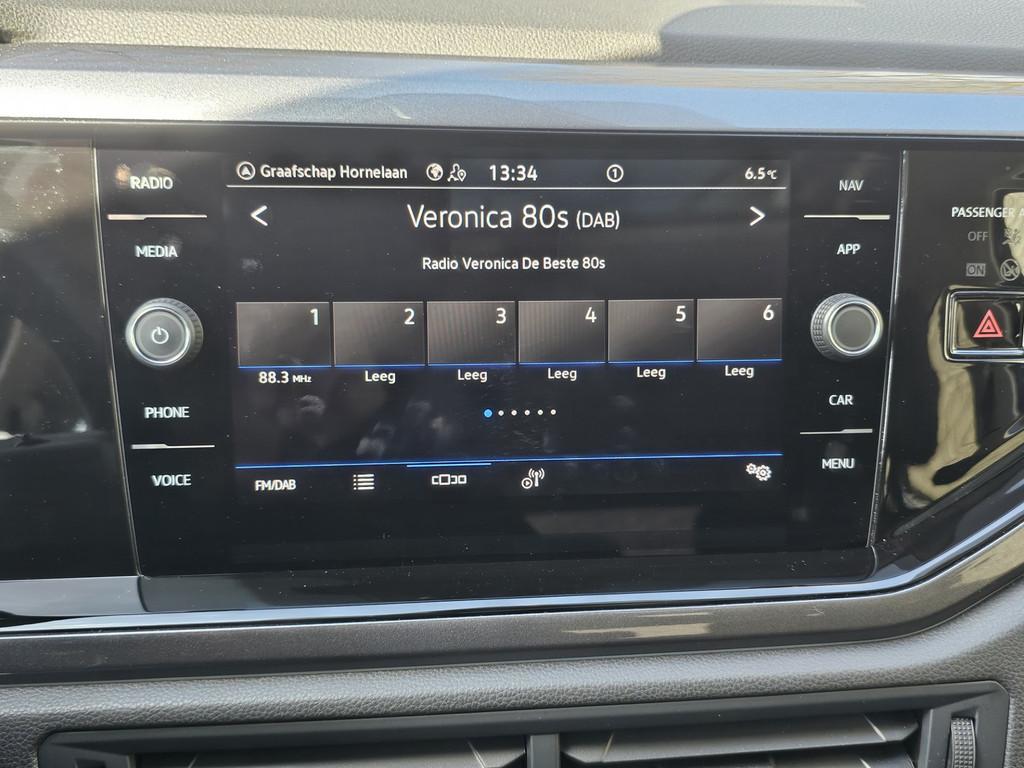 RADIO
MEDIA
PHONE
VOICE
Graafschap Hornelaan 13:34 1 6.5°C
< Veronica 80s (DAB) >
Radio Veronica De Beste 80s
1 2 3 4 5 6
88.3 MHz Leeg Leeg Leeg Leeg Leeg
FM/DAB
NAV
APP
CAR
MENU
PASSENGER
OFF
ON